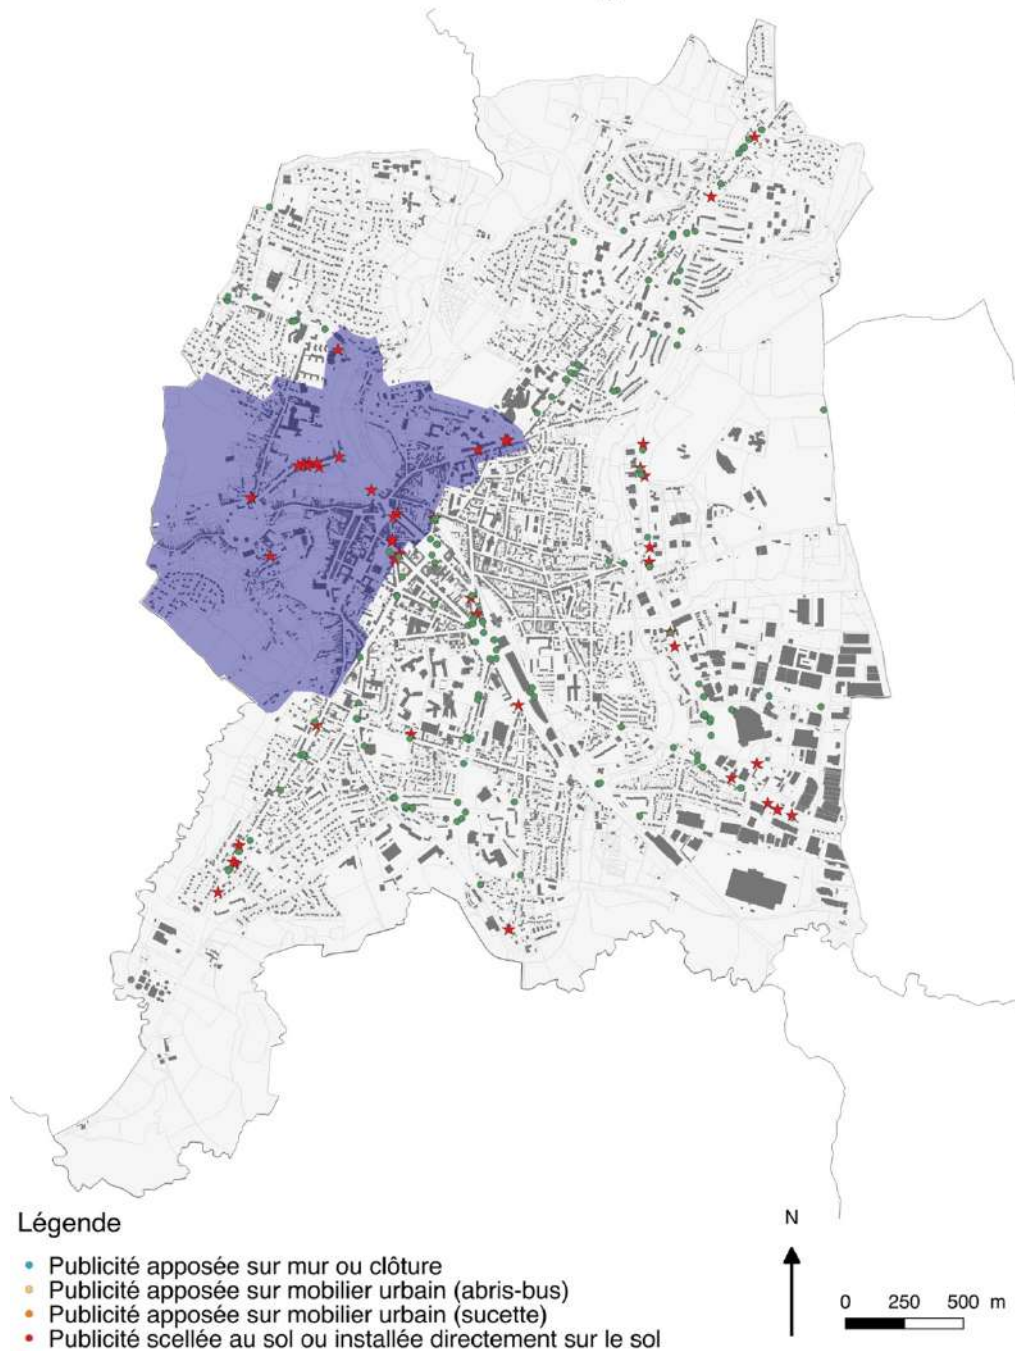 Légende
Publicité apposée sur mur ou clôture
Publicité apposée sur mobilier urbain (abris-bus)
Publicité apposée sur mobilier urbain (sucette)
Publicité scellée au sol ou installée directement sur le sol
N
0 250 500 m